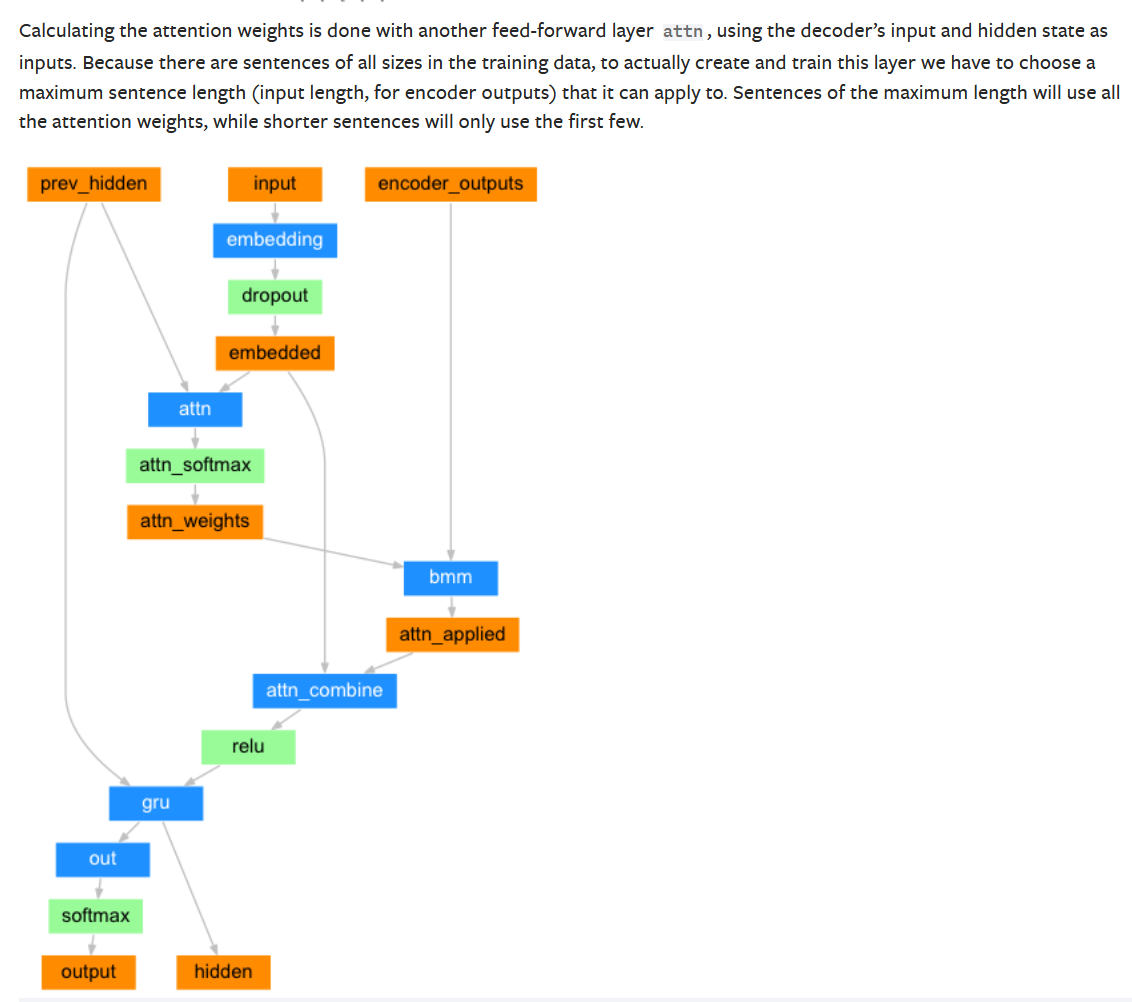 Calculating the attention weights is done with another feed-forward layer attn, using the decoder’s input and hidden state as
inputs. Because there are sentences of all sizes in the training data, to actually create and train this layer we have to choose a
maximum sentence length (input length, for encoder outputs) that it can apply to. Sentences of the maximum length will use all
the attention weights, while shorter sentences will only use the first few.
prev_hidden
input
encoder_outputs
embedding
dropout
embedded
attn
attn_softmax
attn_weights
bmm
attn_applied
attn_combine
relu
gru
out
softmax
output
hidden